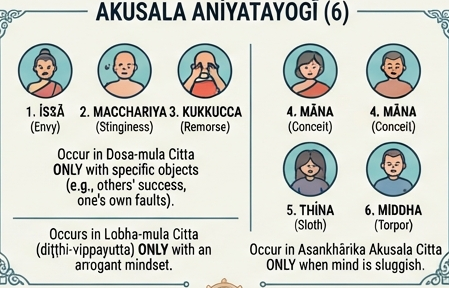 AKUSALA ANIYATAYOGĪ (6)
1. ISSĀ 2. MACCHARIYA 3. KUKKUCCA
(Envy) (Stinginess) (Remorse)
Occur in Dosa-mula Citta
ONLY with specific objects
(e.g., others' success,
one's own faults).
Occurs in Lobha-mula Citta
(diṭṭhi-vippayutta) ONLY with an
arrogant mindset.
4. MĀNA 4. MĀNA
(Conceit) (Conceit)
5. THĪNA 6. MIDDHA
(Sloth) (Torpor)
Occur in Asankhārika Akusala Citta
ONLY when mind is sluggish.